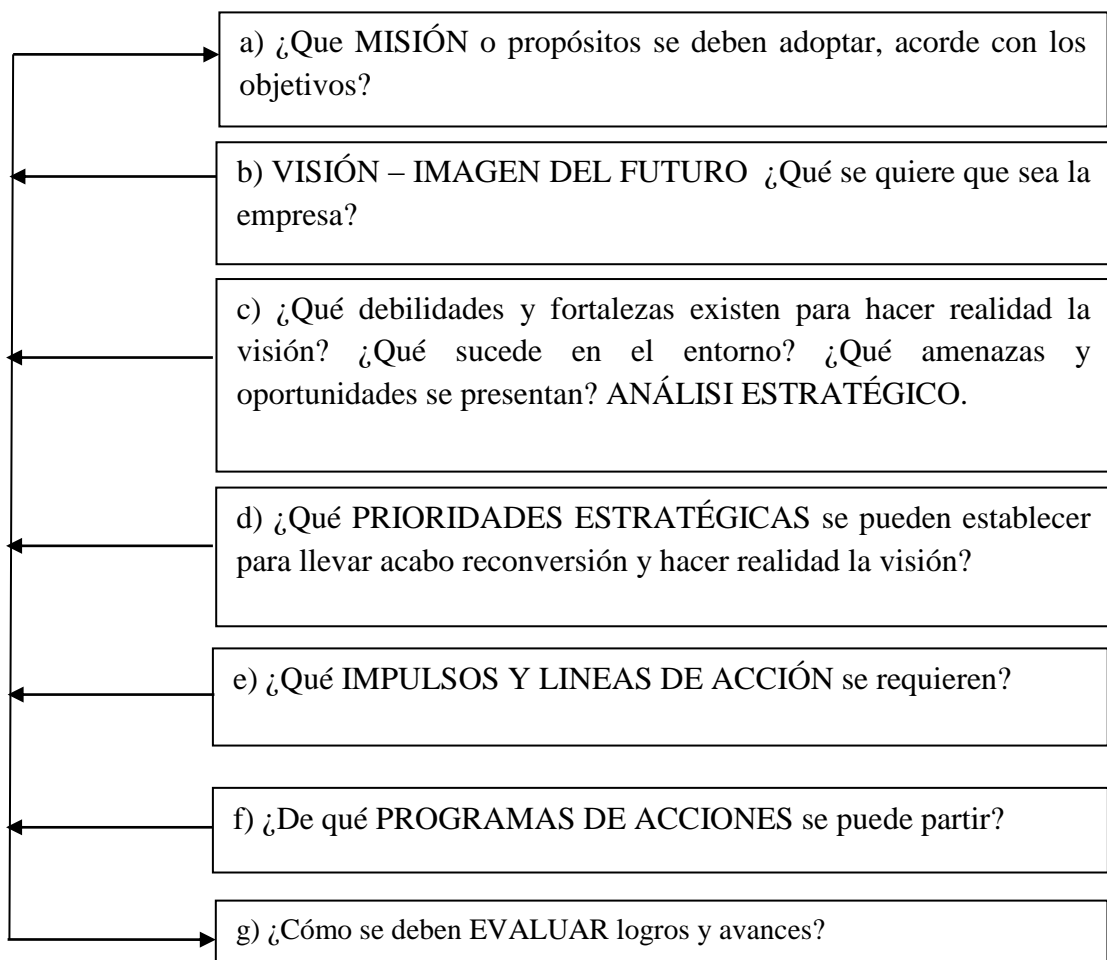 a) ¿Que MISIÓN o propósitos se deben adoptar, acorde con los
objetivos?
b) VISIÓN – IMAGEN DEL FUTURO ¿Qué se quiere que sea la
empresa?
c) ¿Qué debilidades y fortalezas existen para hacer realidad la
visión? ¿Qué sucede en el entorno? ¿Qué amenazas y
oportunidades se presentan? ANÁLISI ESTRATÉGICO.
d) ¿Qué PRIORIDADES ESTRATÉGICAS se pueden establecer
para llevar acabo reconversión y hacer realidad la visión?
e) ¿Qué IMPULSOS Y LINEAS DE ACCIÓN se requieren?
f) ¿De qué PROGRAMAS DE ACCIONES se puede partir?
g) ¿Cómo se deben EVALUAR logros y avances?